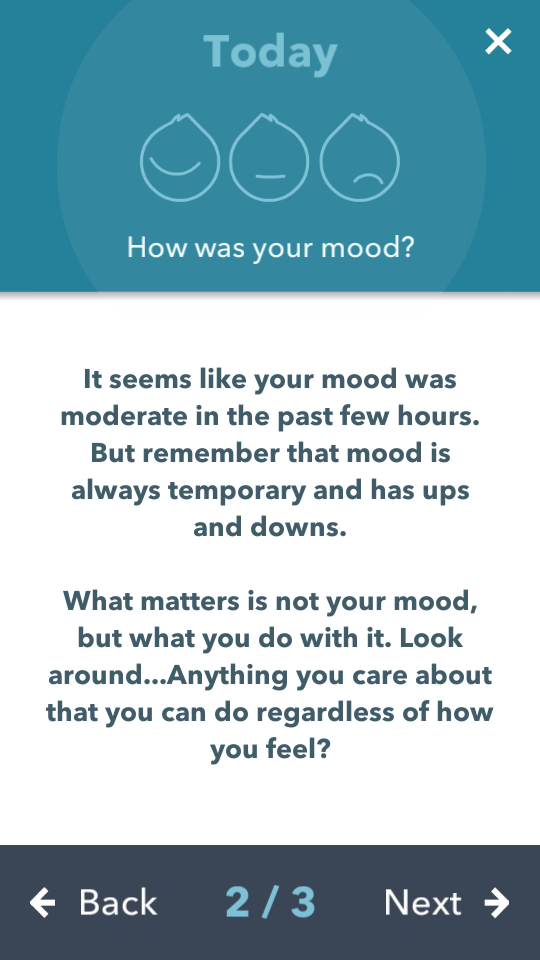 Today
How was your mood?
It seems like your mood was
moderate in the past few hours.
But remember that mood is
always temporary and has ups
and downs.
What matters is not your mood,
but what you do with it. Look
around...Anything you care about
that you can do regardless of how
you feel?
Back
2 / 3
Next